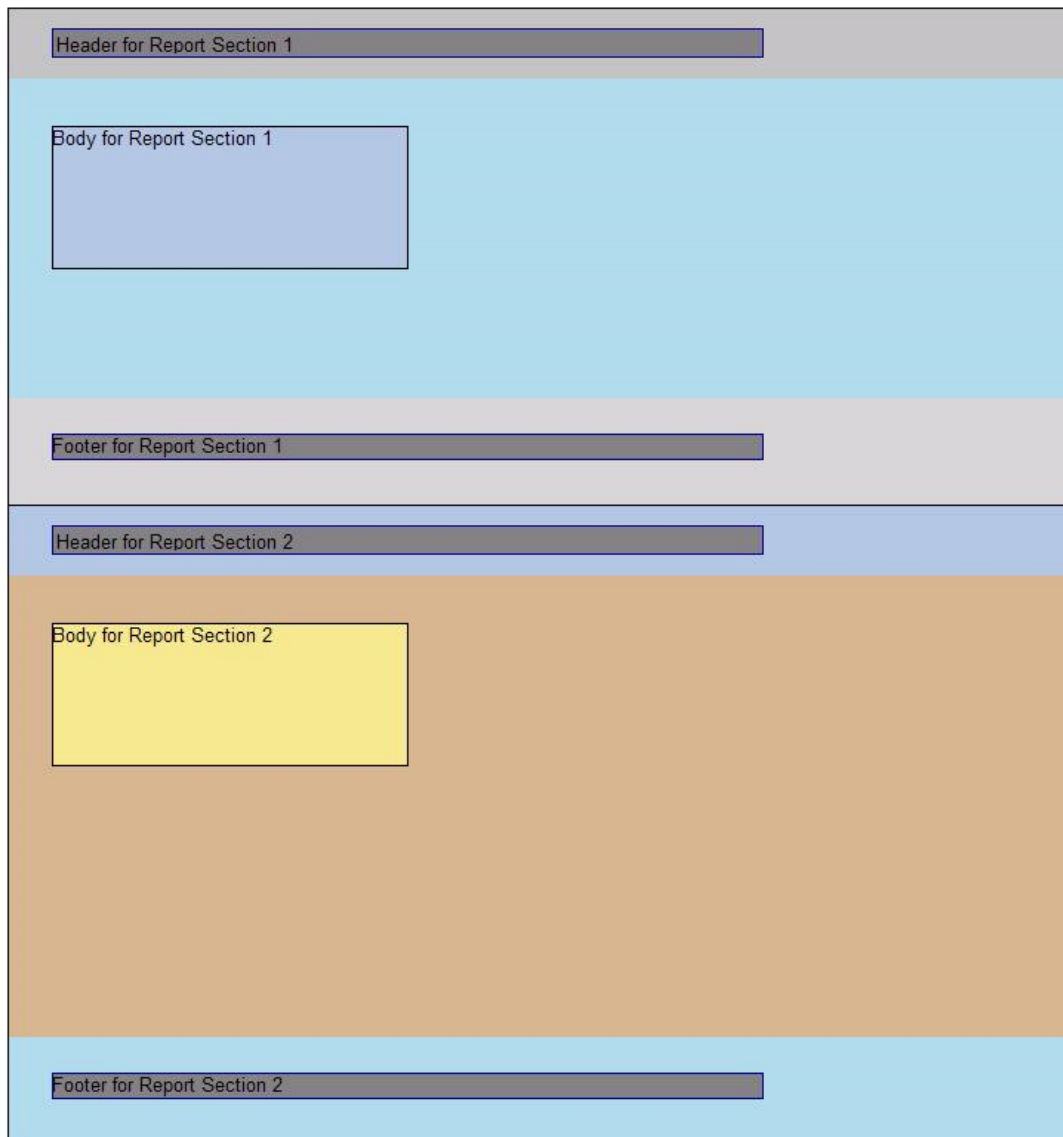 Header for Report Section 1
Body for Report Section 1
Footer for Report Section 1
Header for Report Section 2
Body for Report Section 2
Footer for Report Section 2